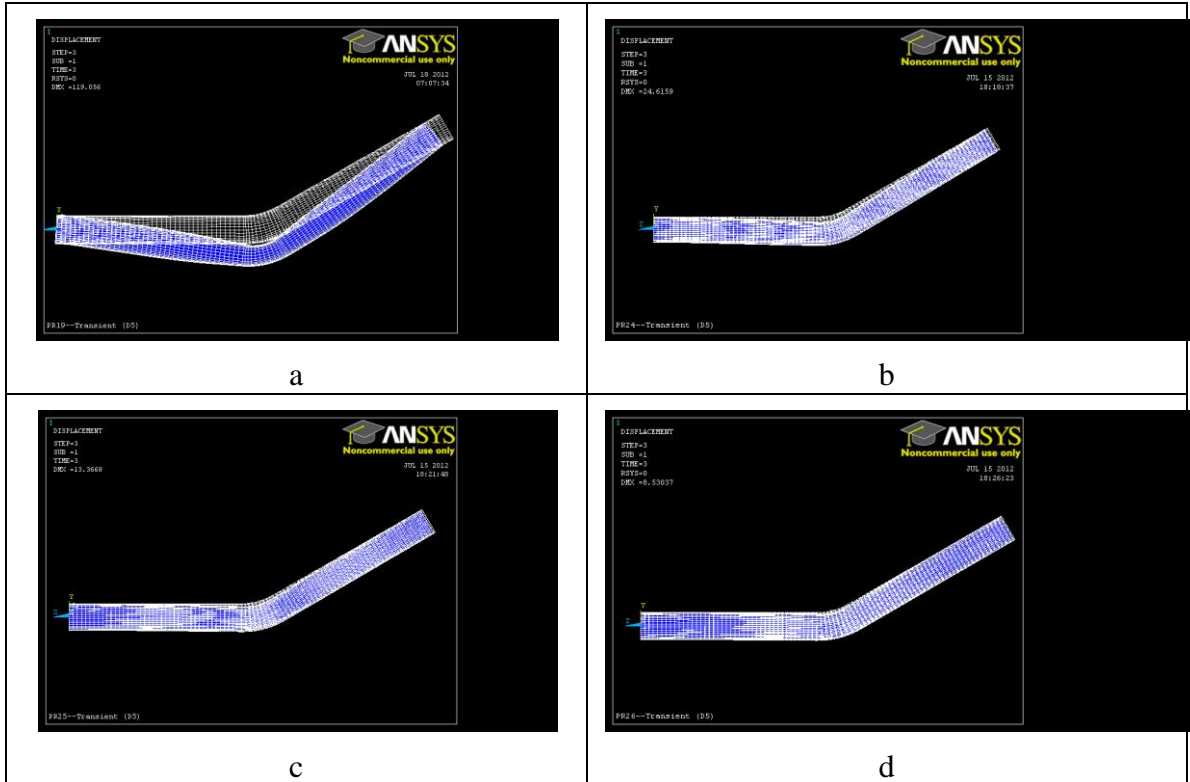 1
DISPLACEMENT
STEP=3
SUB =1
TIME=3
RSYS=0
DMX =119.056
ANSYS
Noncommercial use only
JUL 18 2012
07:07:34
Y
PR19--Transient (D5)
a
1
DISPLACEMENT
STEP=3
SUB =1
TIME=3
RSYS=0
DMX =24.6159
ANSYS
Noncommercial use only
JUL 15 2012
18:18:37
Y
Z
PR24--Transient (D5)
b
1
DISPLACEMENT
STEP=3
SUB =1
TIME=3
DMX =13.3668
ANSYS
Noncommercial use only
JUL 15 2012
18:21:48
Y
Z
PR25--Transient (D5)
c
1
DISPLACEMENT
STEP=3
SUB =1
TIME=3
RSYS=0
DMX =8.53037
ANSYS
Noncommercial use only
JUL 15 2012
18:26:23
Y
Z
PR26--Transient (D5)
d